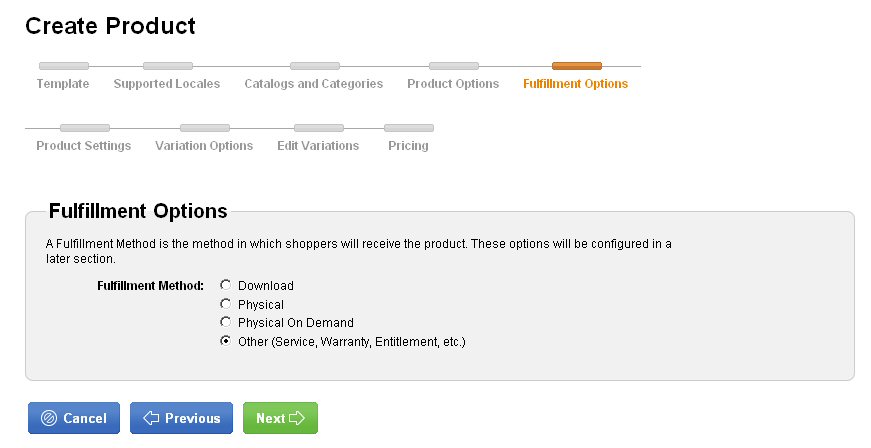 Create Product
Template Supported Locales Catalogs and Categories Product Options Fulfillment Options
Product Settings Variation Options Edit Variations Pricing
Fulfillment Options
A Fulfillment Method is the method in which shoppers will receive the product. These options will be configured in a
later section.
Fulfillment Method: Download
Physical
Physical On Demand
Other (Service, Warranty, Entitlement, etc.)
Cancel Previous Next